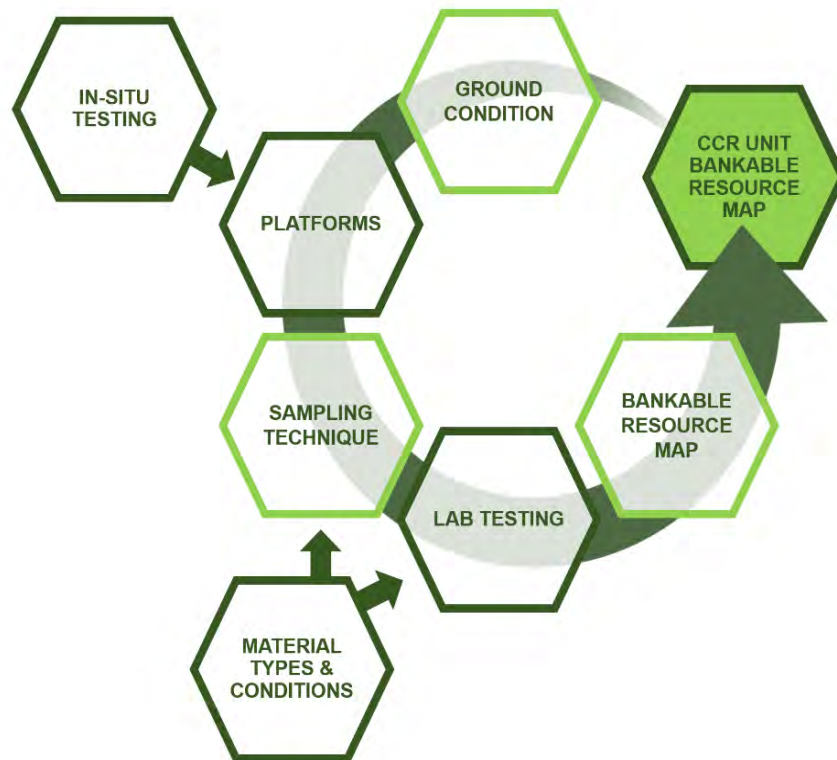 IN-SITU
TESTING
GROUND
CONDITION
CCR UNIT
BANKABLE
RESOURCE
MAP
PLATFORMS
SAMPLING
TECHNIQUE
BANKABLE
RESOURCE
MAP
LAB TESTING
MATERIAL
TYPES &
CONDITIONS